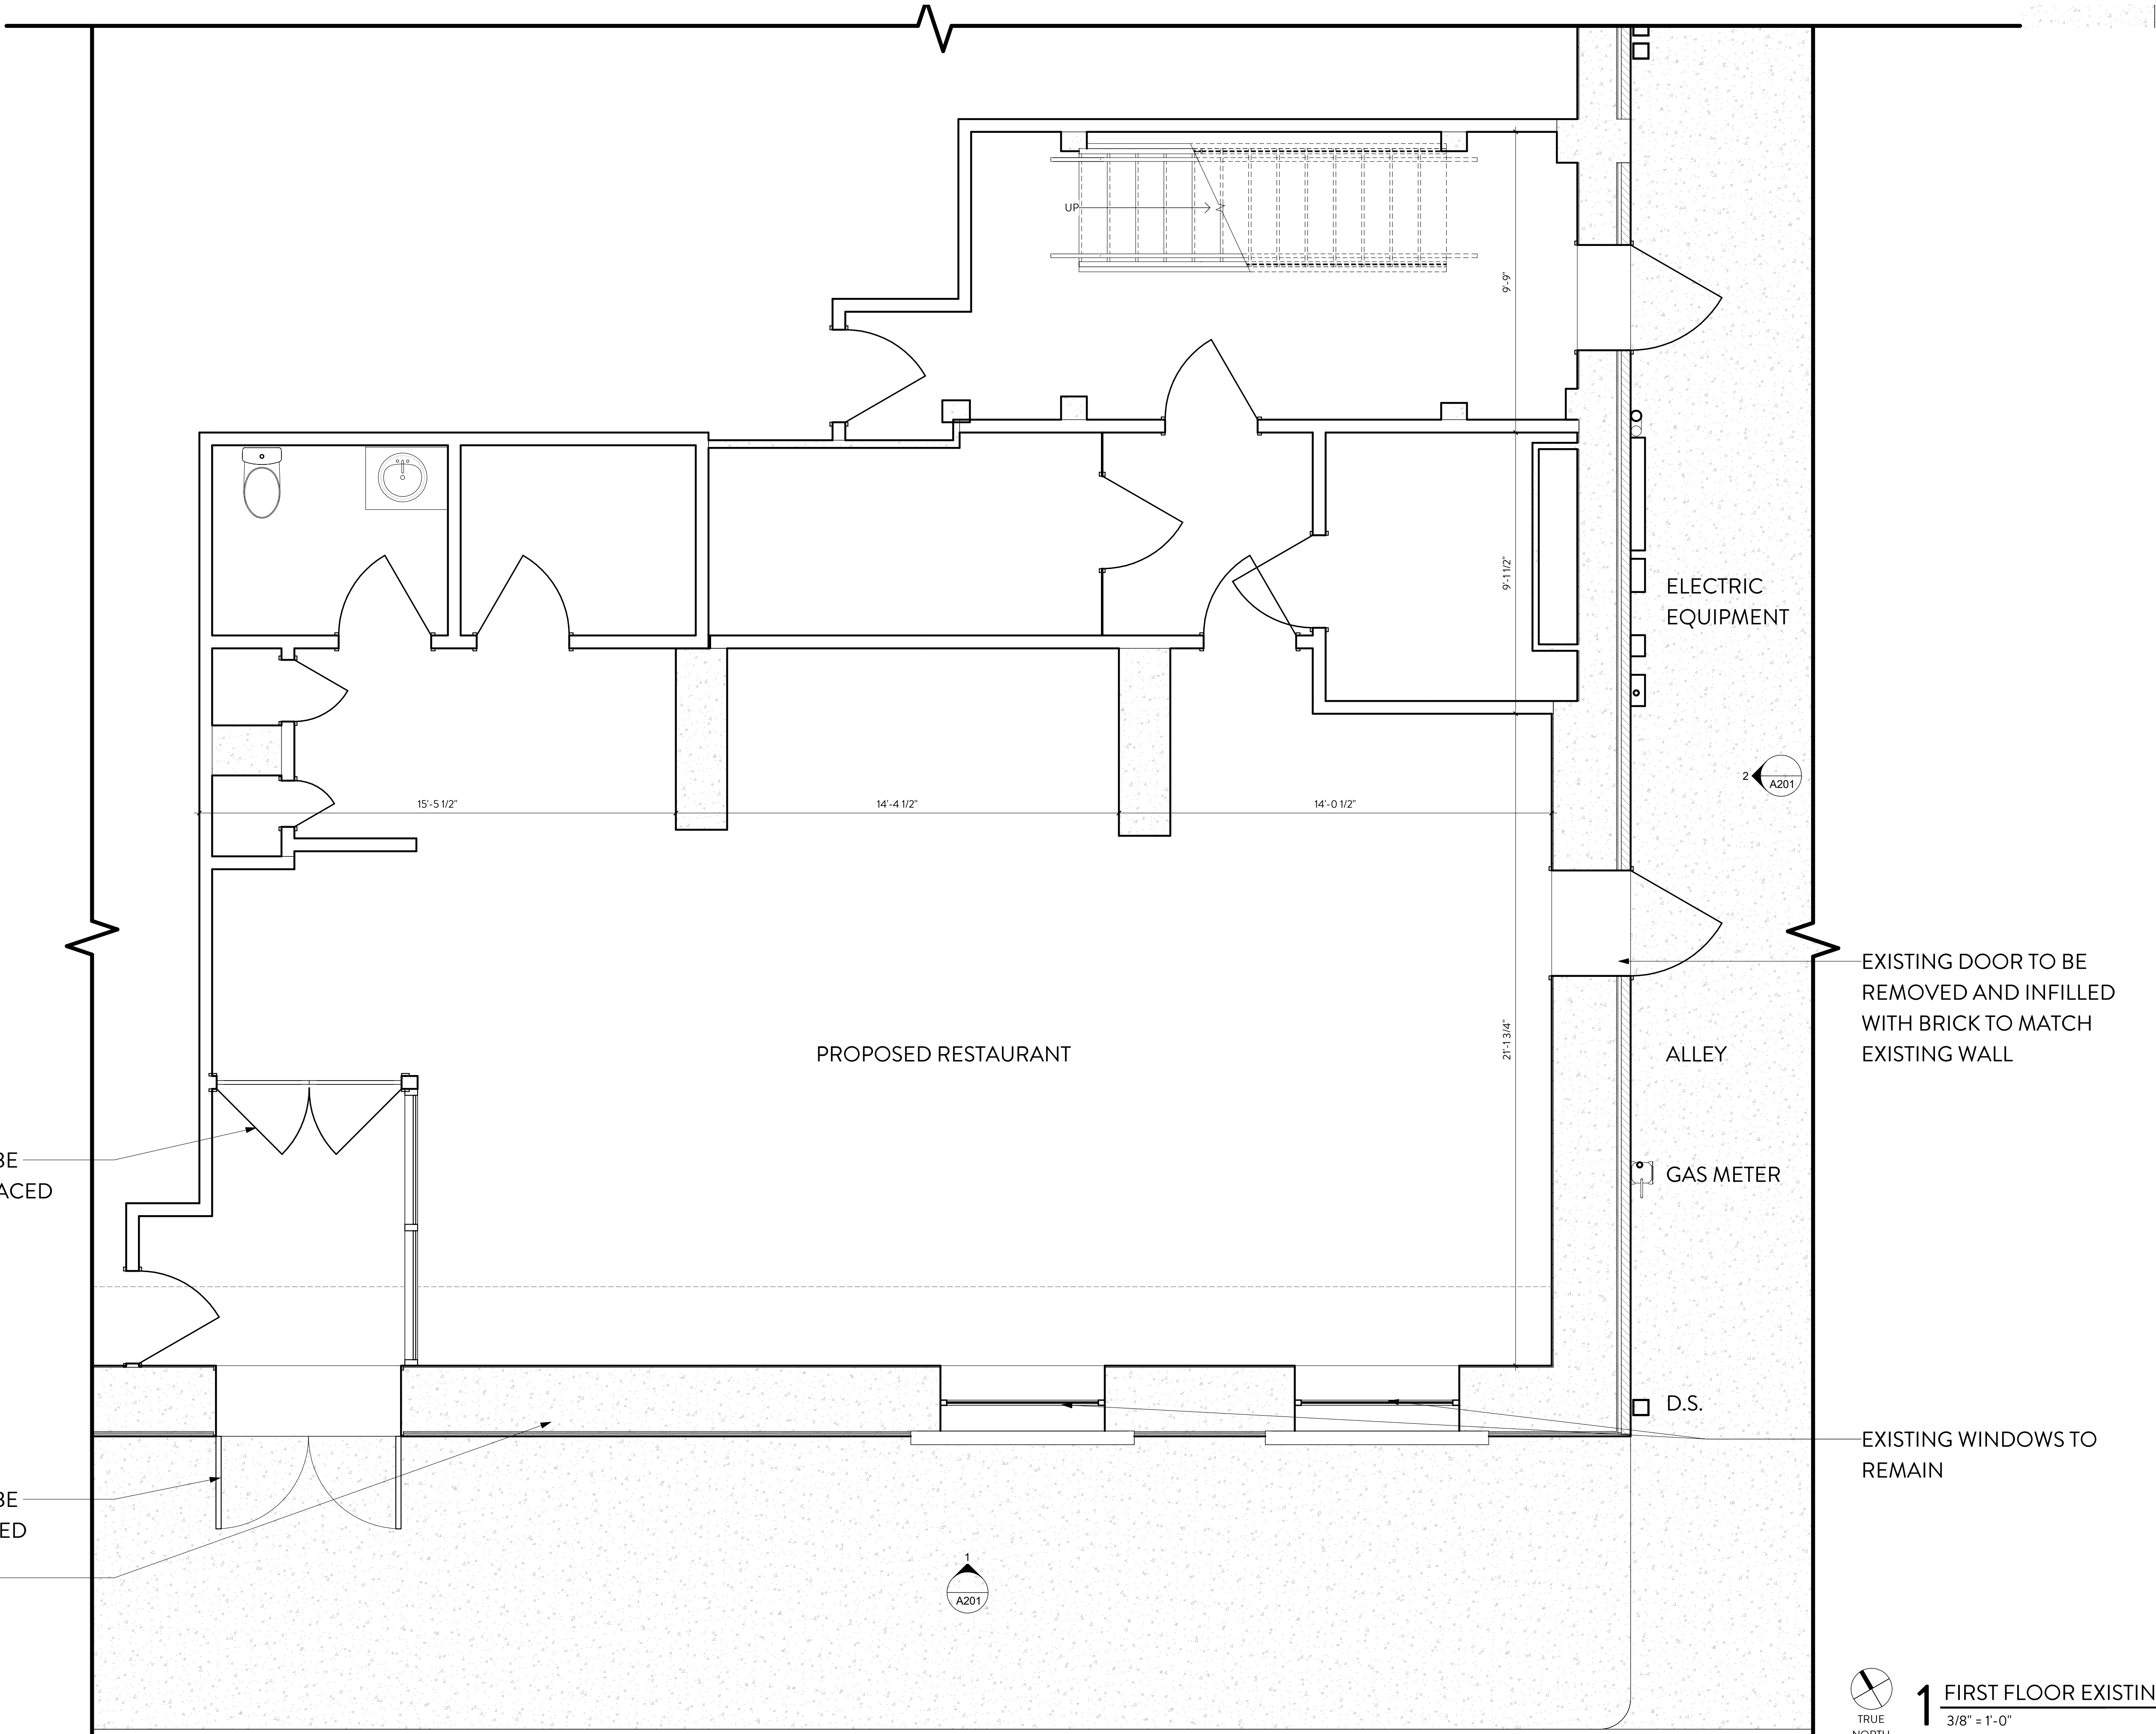 UP
9'-9"
9'-1 1/2"
ELECTRIC
EQUIPMENT
2
A201
15'-5 1/2"
14'-4 1/2"
14'-0 1/2"
EXISTING DOOR TO BE
REMOVED AND INFILLED
WITH BRICK TO MATCH
EXISTING WALL
21'-1 3/4"
PROPOSED RESTAURANT
ALLEY
BE
ACED
GAS METER
D.S.
EXISTING WINDOWS TO
REMAIN
BE
ED
1
A201
TRUE
NORTH
1
FIRST FLOOR EXISTIN
3/8" = 1'-0"